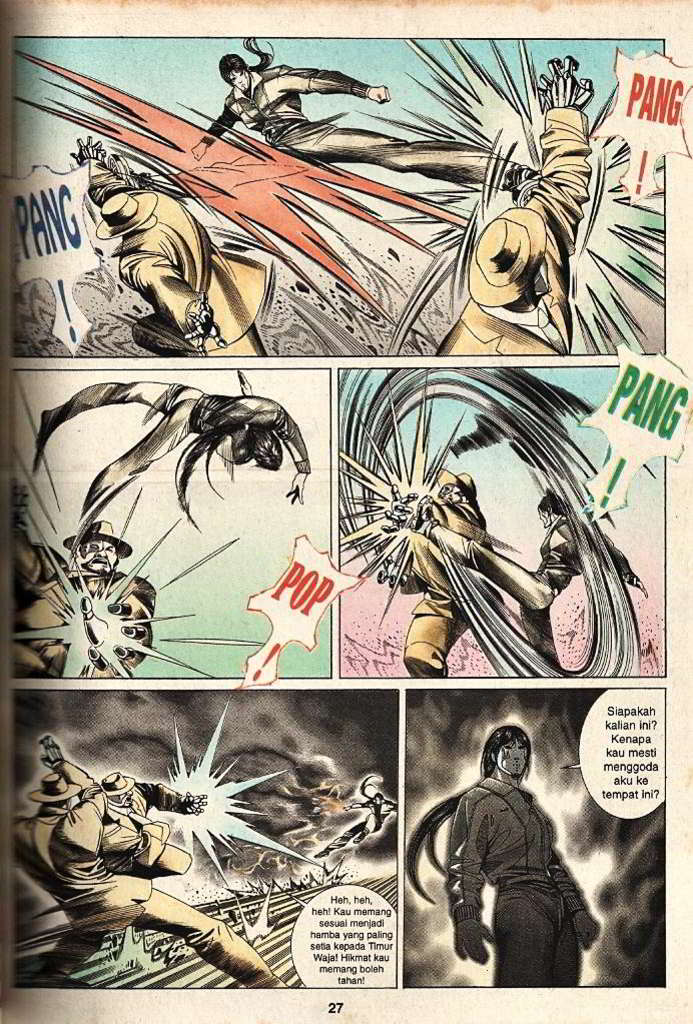 PANG
!
PANG
!
POP
!
PANG
!
Heh, heh,
heh! Kau memang
sesuai menjadi
hamba yang paling
setia kepada Timur
Waja! Hikmat kau
memang boleh
tahan!
Siapakah
kalian ini?
Kenapa
kau mesti
menggoda
aku ke
tempat ini?
27